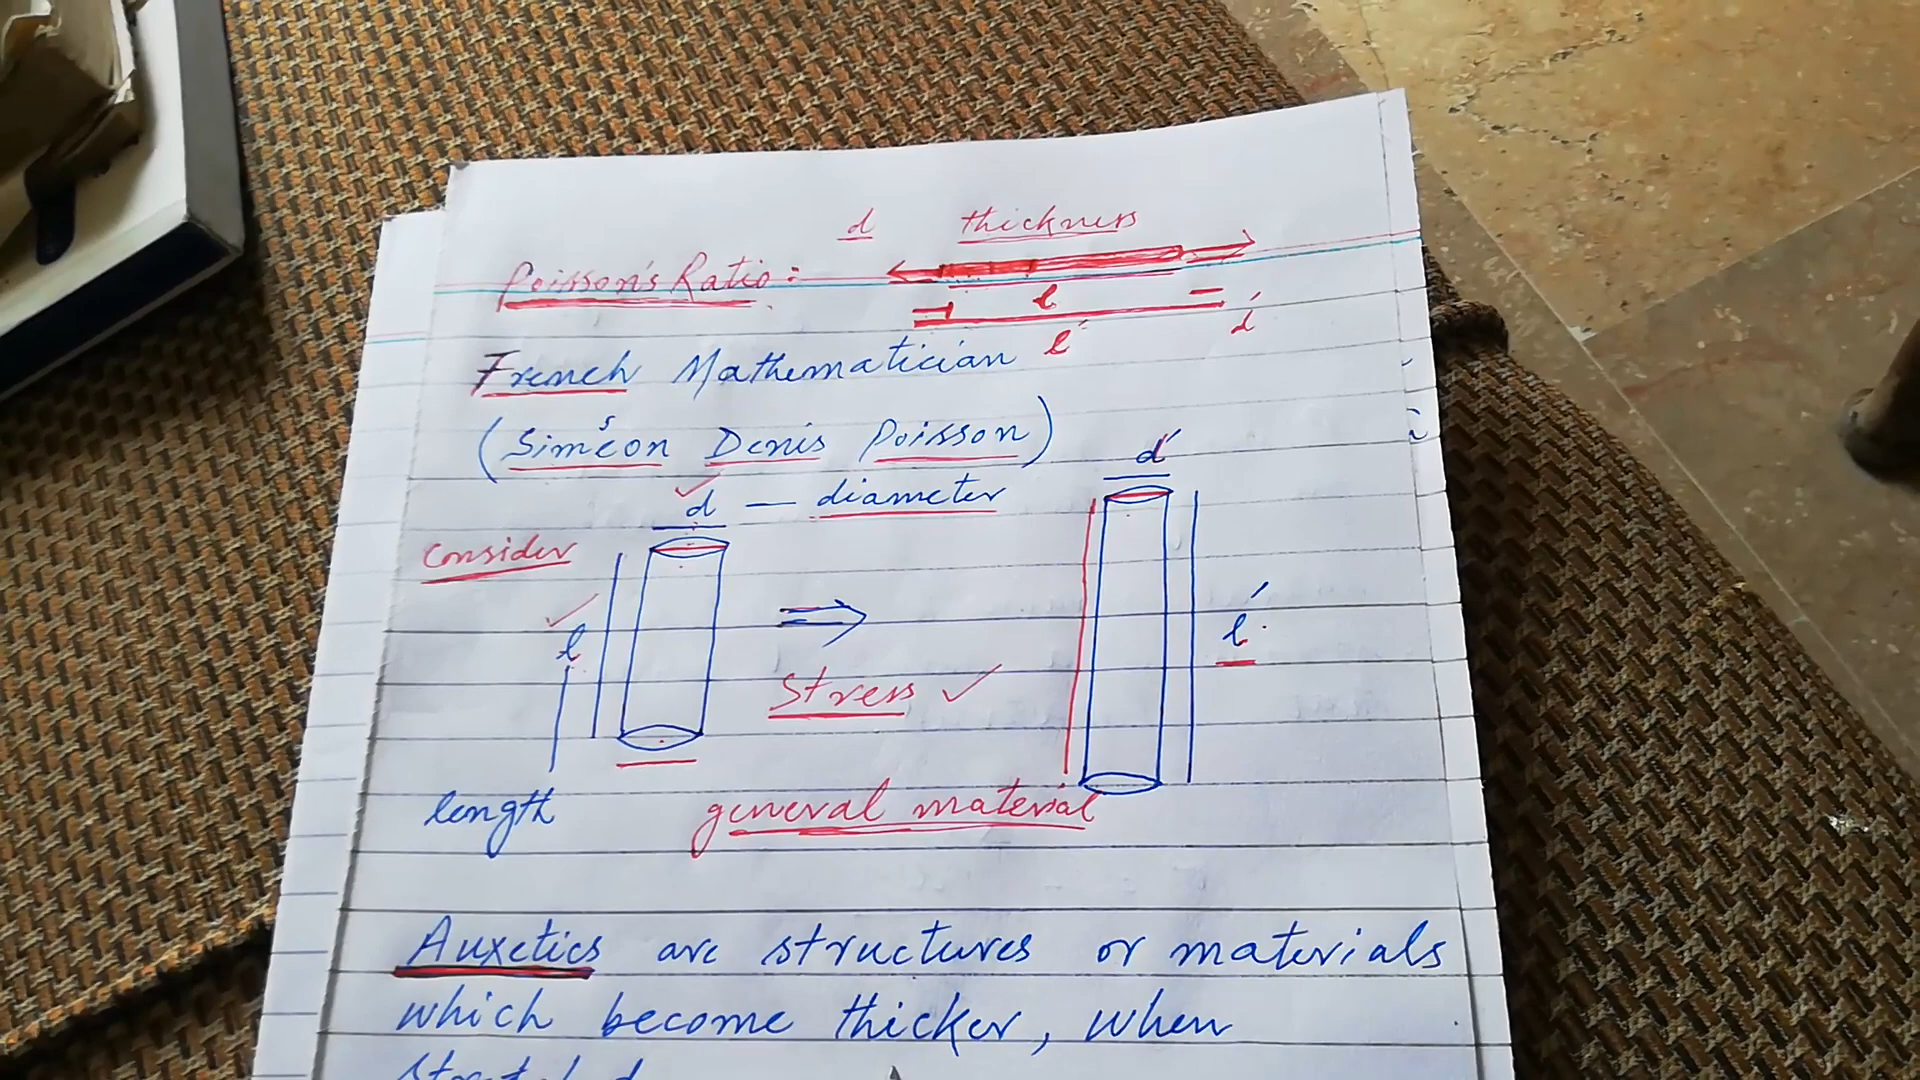 d thickness
Poisson's Ratio:
l
l' d'
French Mathematician
(Siméon Denis Poisson)
d'
d — diameter
Consider
l
l'
Stress ✓
length general material
Auxetics are structures or materials
which become thicker, when